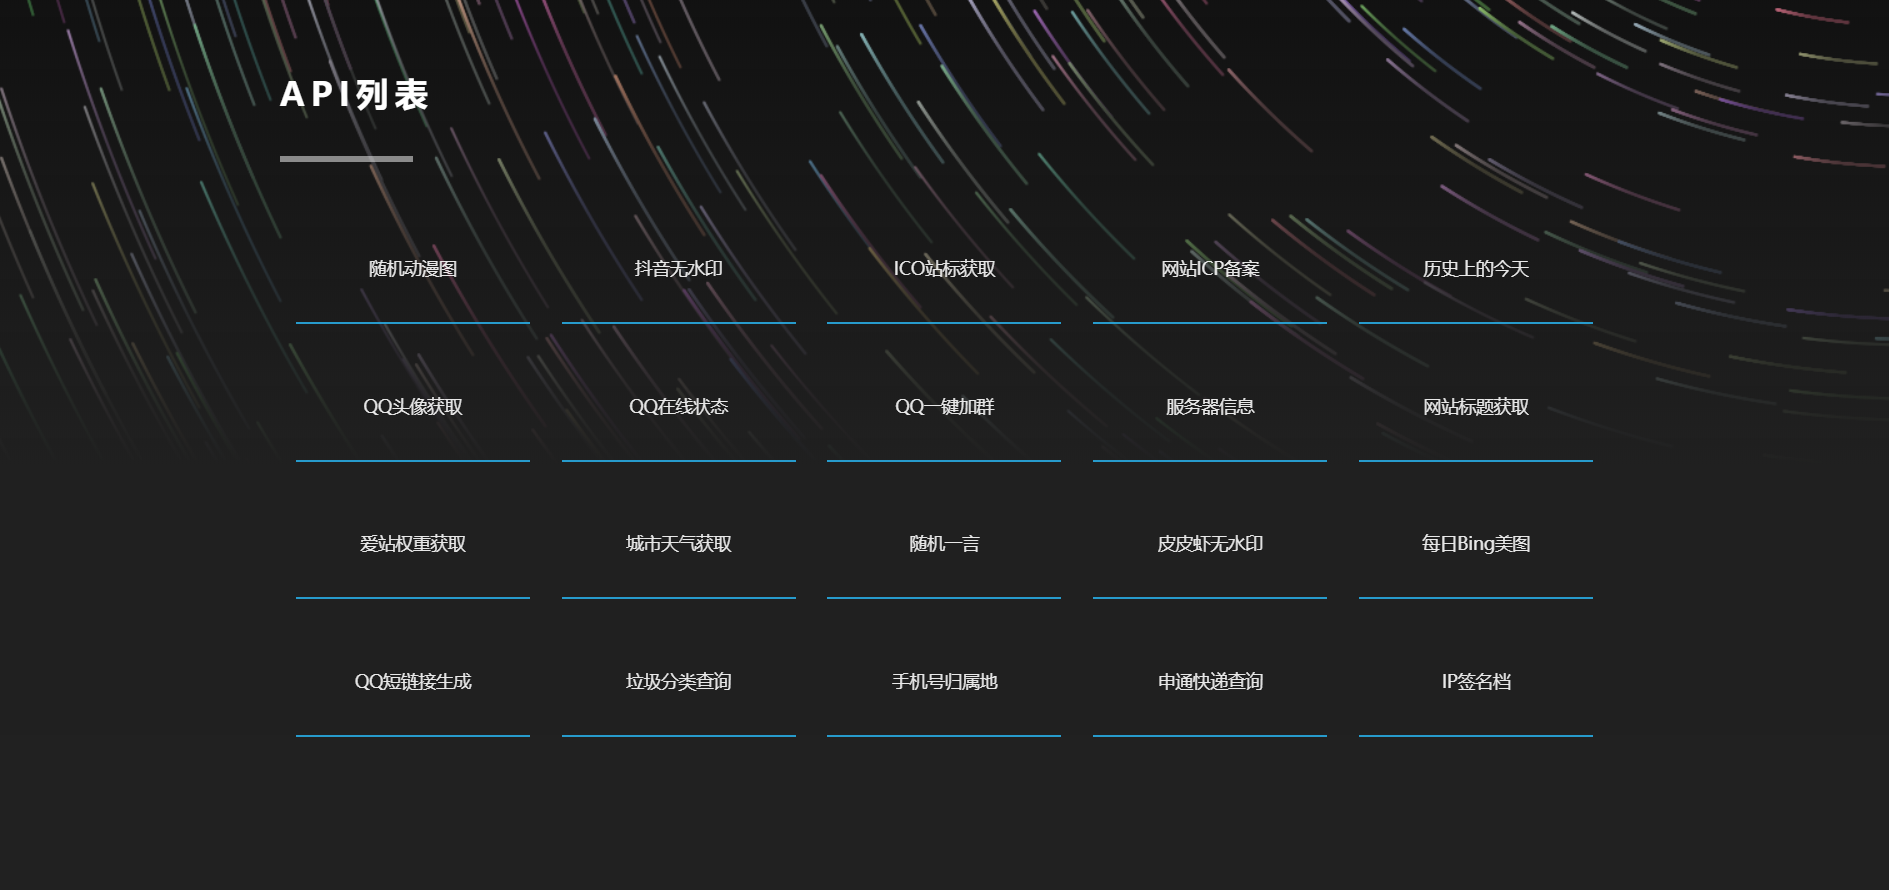 API列表
随机动漫图
抖音无水印
ICO站标获取
网站ICP备案
历史上的今天
QQ头像获取
QQ在线状态
QQ一键加群
服务器信息
网站标题获取
爱站权重获取
城市天气获取
随机一言
皮皮虾无水印
每日Bing美图
QQ短链接生成
垃圾分类查询
手机号归属地
申通快递查询
IP签名档